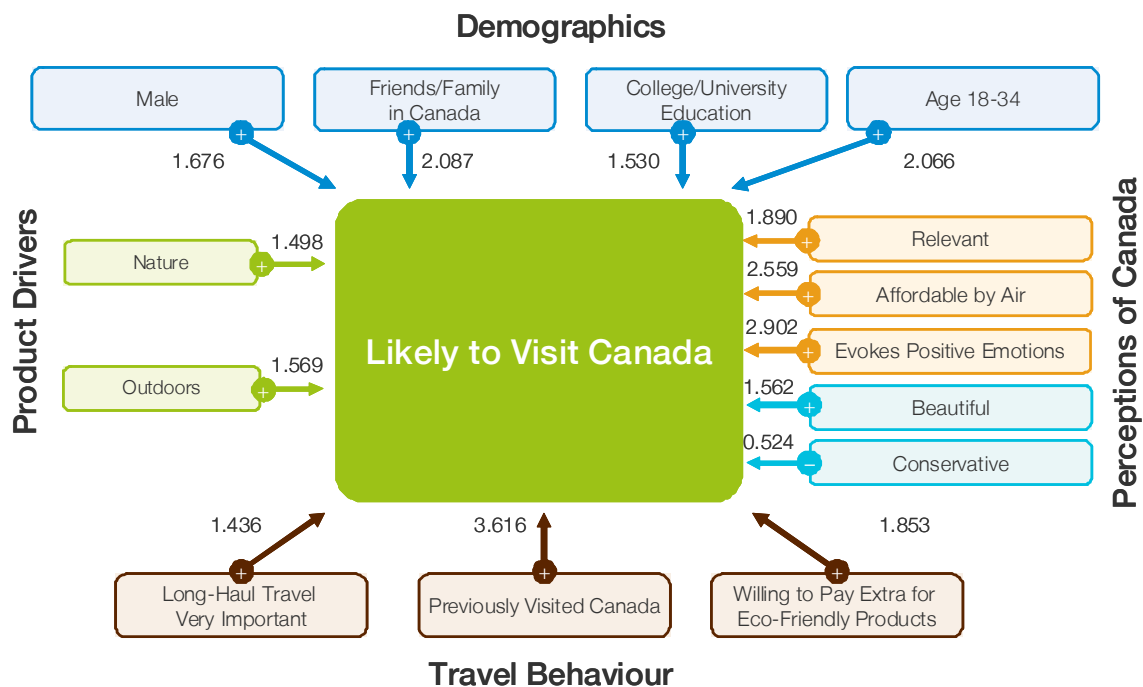 Demographics
Male
Friends/Family
in Canada
College/University
Education
Age 18-34
+
+
+
+
1.676
2.087
1.530
2.066
Product Drivers
Nature
+
1.498
Outdoors
+
1.569
Likely to Visit Canada
Perceptions of Canada
1.890
+
Relevant
2.559
+
Affordable by Air
2.902
+
Evokes Positive Emotions
1.562
+
Beautiful
0.524
−
Conservative
1.436
3.616
1.853
+
+
+
Long-Haul Travel
Very Important
Previously Visited Canada
Willing to Pay Extra for
Eco-Friendly Products
Travel Behaviour